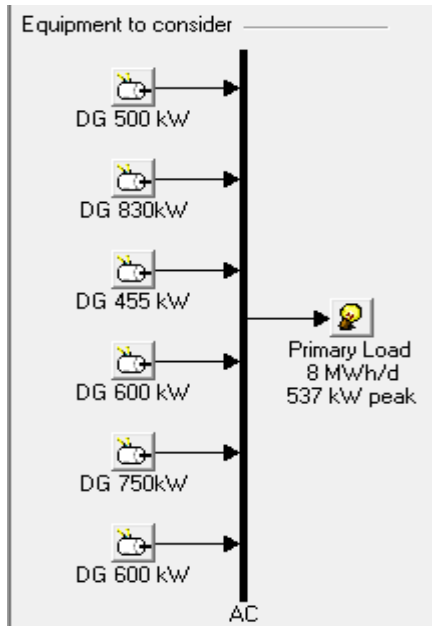 Equipment to consider
DG 500 kW
DG 830kW
DG 455 kW
Primary Load
8 MWh/d
537 kW peak
DG 600 kW
DG 750kW
DG 600 kW
AC